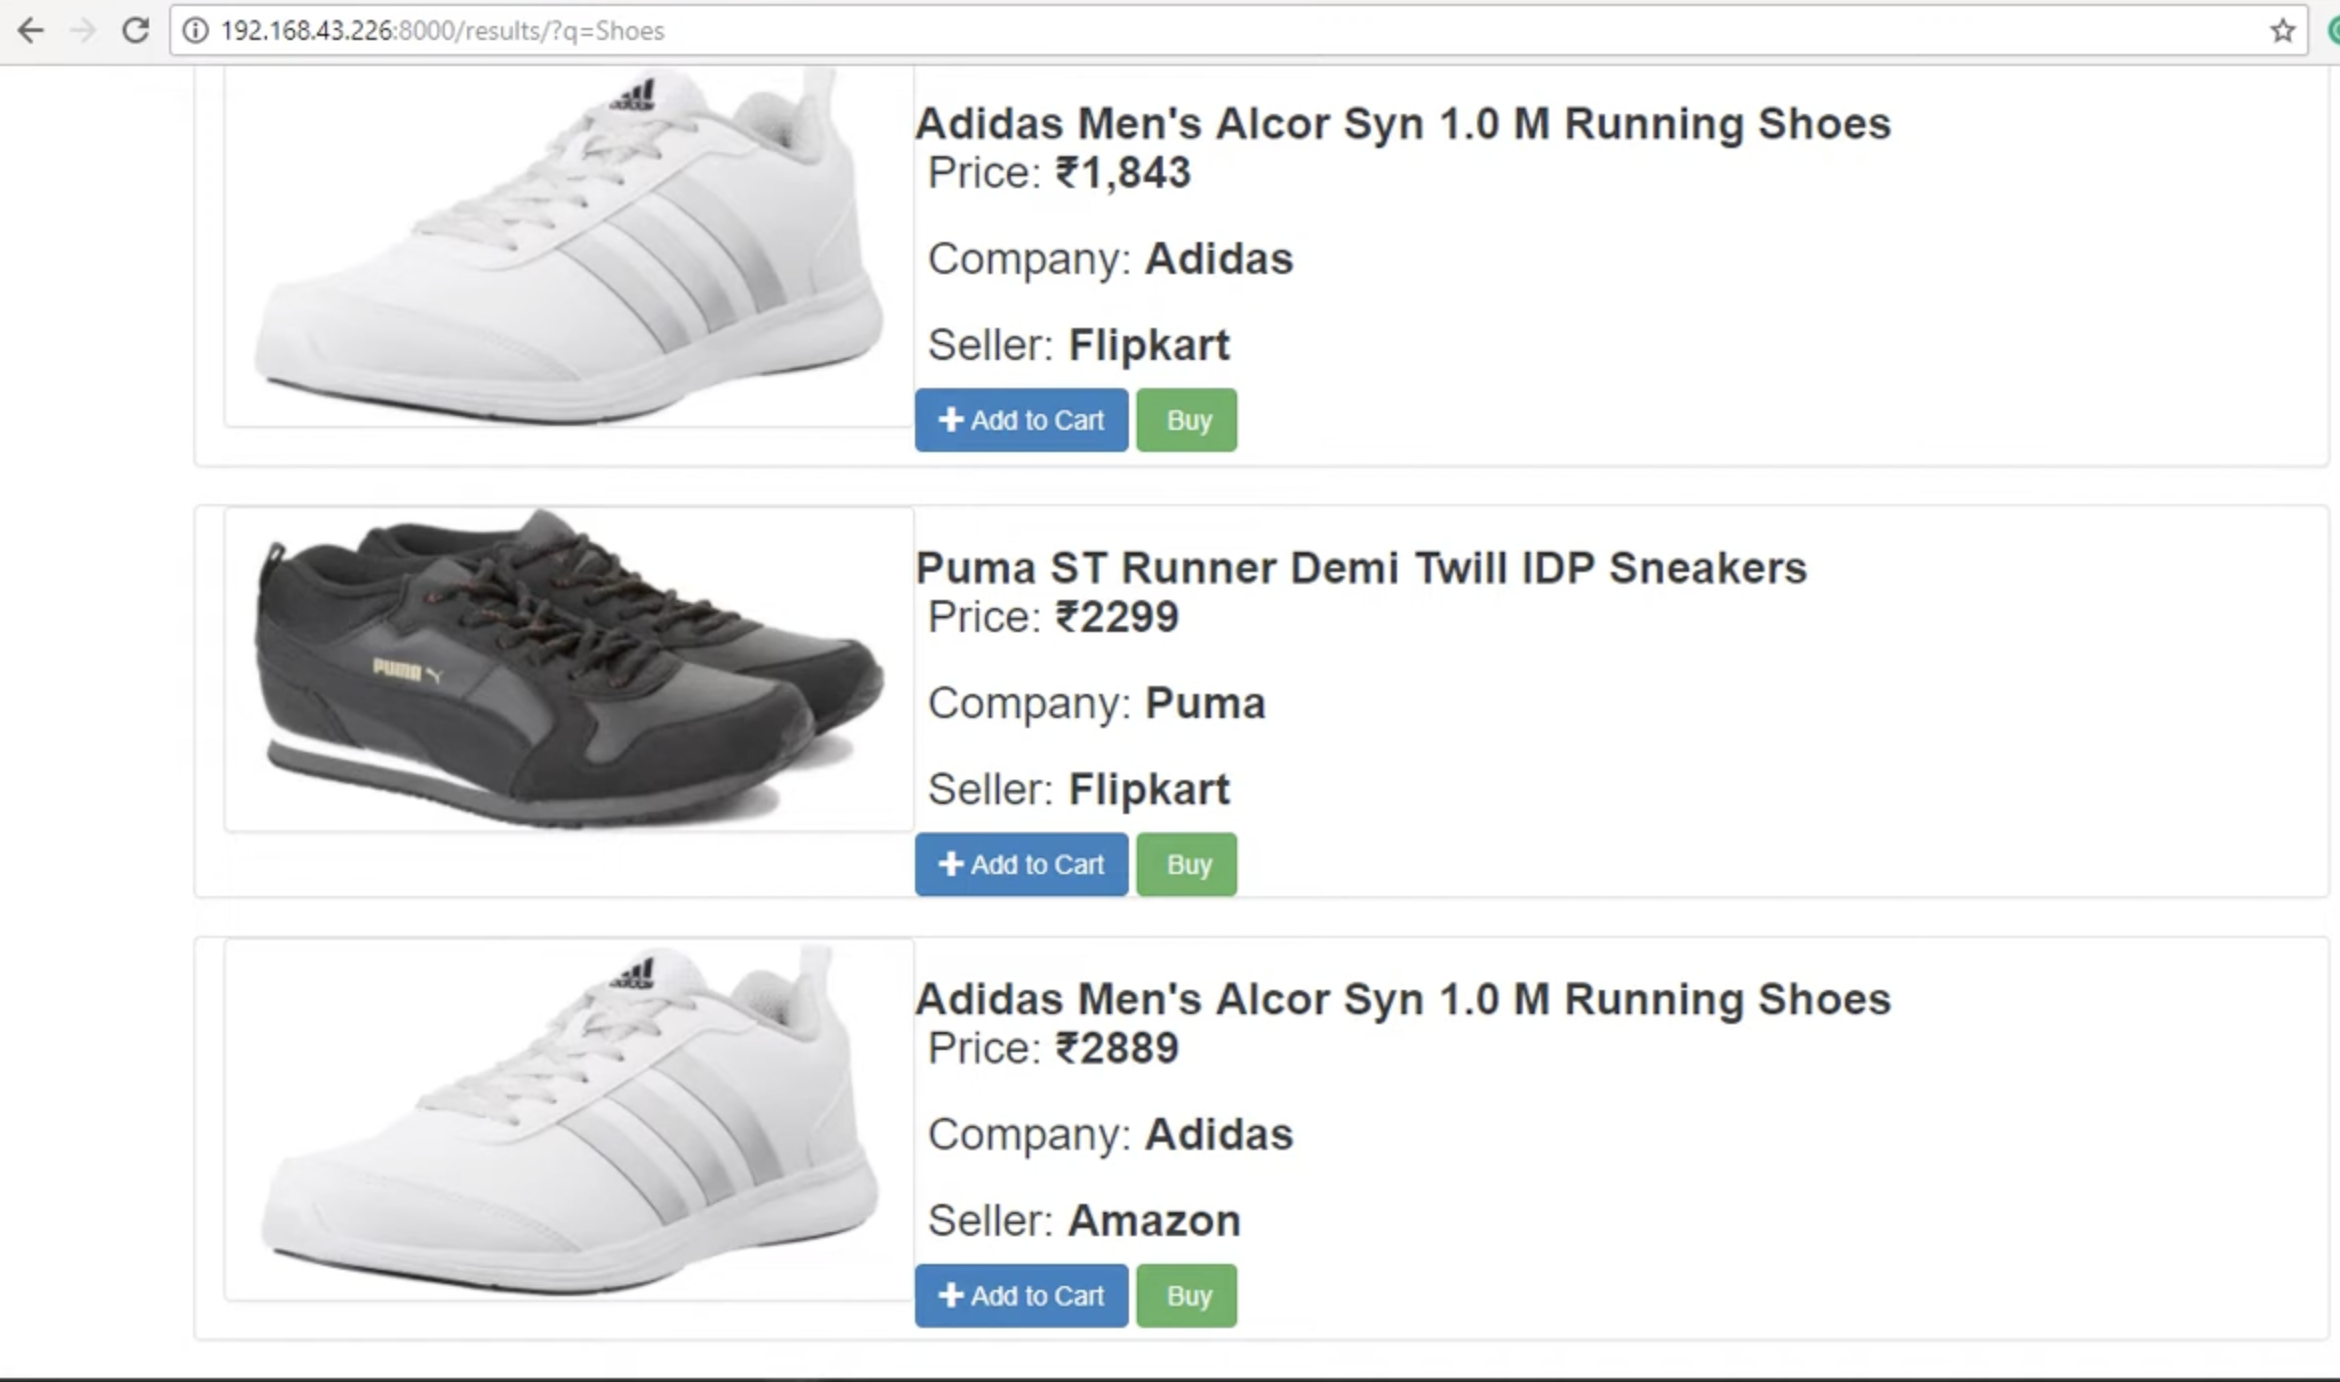 192.168.43.226:8000/results/?q=Shoes
adidas
Adidas Men's Alcor Syn 1.0 M Running Shoes
Price: ₹1,843
Company: Adidas
Seller: Flipkart
Add to Cart Buy
PUMA
Puma ST Runner Demi Twill IDP Sneakers
Price: ₹2299
Company: Puma
Seller: Flipkart
Add to Cart Buy
adidas
Adidas Men's Alcor Syn 1.0 M Running Shoes
Price: ₹2889
Company: Adidas
Seller: Amazon
Add to Cart Buy